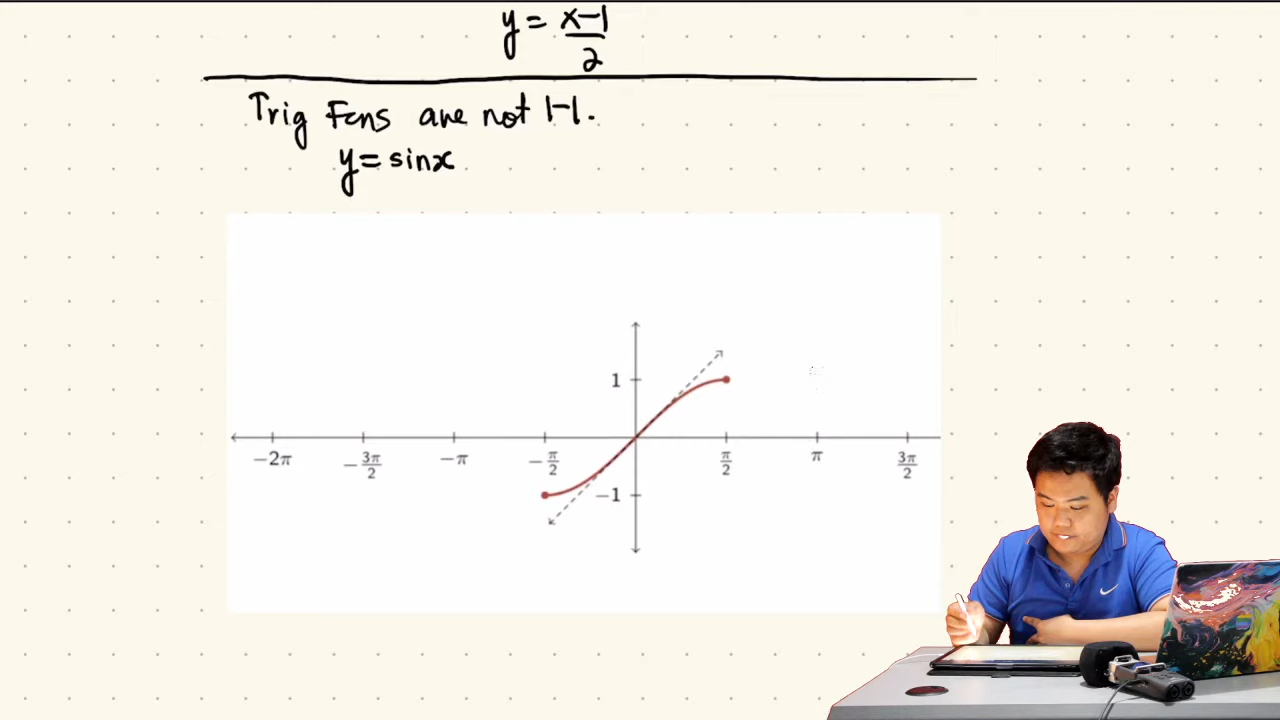 y = x-1/2
Trig Fcns are not 1-1.
y = sinx
1
-2π -3π/2 -π -π/2 π/2 π 3π/2
-1